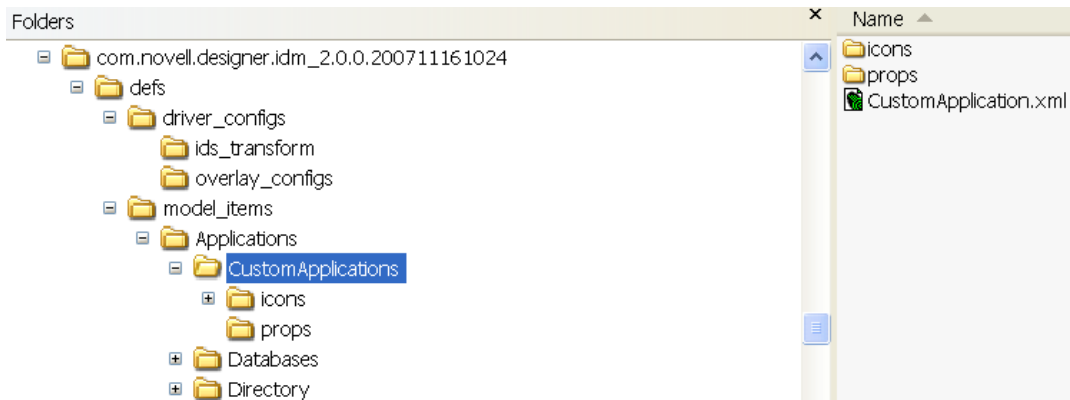 Folders
com.novell.designer.idm_2.0.0.200711161024
defs
driver_configs
ids_transform
overlay_configs
model_items
Applications
CustomApplications
icons
props
Databases
Directory
Name
icons
props
CustomApplication.xml